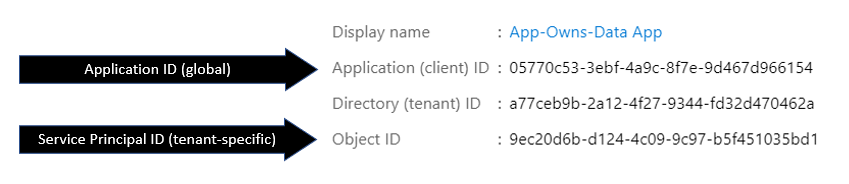 Display name : App-Owns-Data App
Application ID (global) Application (client) ID : 05770c53-3ebf-4a9c-8f7e-9d467d966154
Directory (tenant) ID : a77ceb9b-2a12-4f27-9344-fd32d470462a
Service Principal ID (tenant-specific) Object ID : 9ec20d6b-d124-4c09-9c97-b5f451035bd1